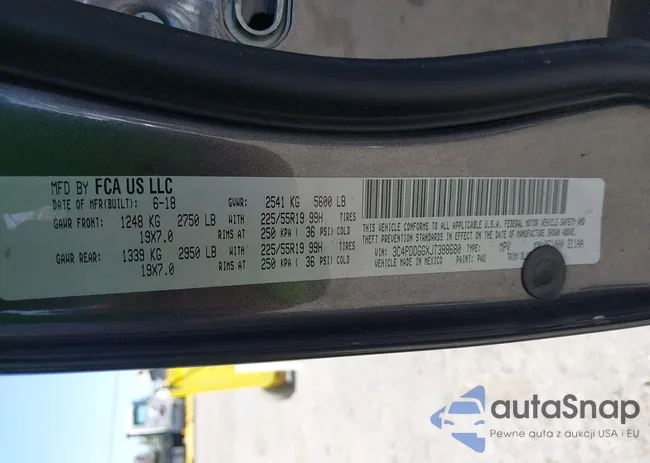 MFD BY FCA US LLC
DATE OF MFR(BUILT): 6-18 GVWR: 2541 KG 5600 LB
GAWR FRONT: 1248 KG 2750 LB WITH 225/55R19 99H TIRES
19X7.0 RIMS AT 250 KPA ( 36 PSI) COLD
GAWR REAR: 1339 KG 2950 LB WITH 225/55R19 99H TIRES
19X7.0 RIMS AT 250 KPA ( 36 PSI) COLD
THIS VEHICLE CONFORMS TO ALL APPLICABLE U.S.A. FEDERAL MOTOR VEHICLE SAFETY AND
THEFT PREVENTION STANDARDS IN EFFECT ON THE DATE OF MANUFACTURE SHOWN ABOVE.
VIN: 3C4PDDGGXJT388680 TYPE: MPV
VEHICLE MADE IN MEXICO PAINT: PAU TRIM:
autaSnap
Pewne auta z aukcji USA i EU